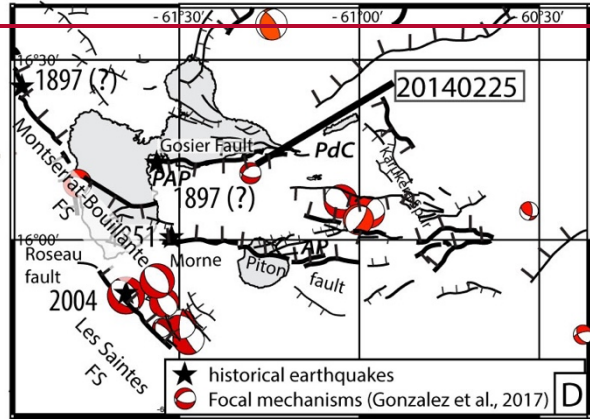 - 61°30'
- 61°00'
- 60°30'
16°30'
1897 (?)
20140225
Gosier Fault
PdC
PAP
1897 (?)
Montserrat-Bouillante
FS
16°00'
Morne
AR
Roseau
fault
Piton
fault
2004
Les Saintes
FS
historical earthquakes
Focal mechanisms (Gonzalez et al., 2017)
D